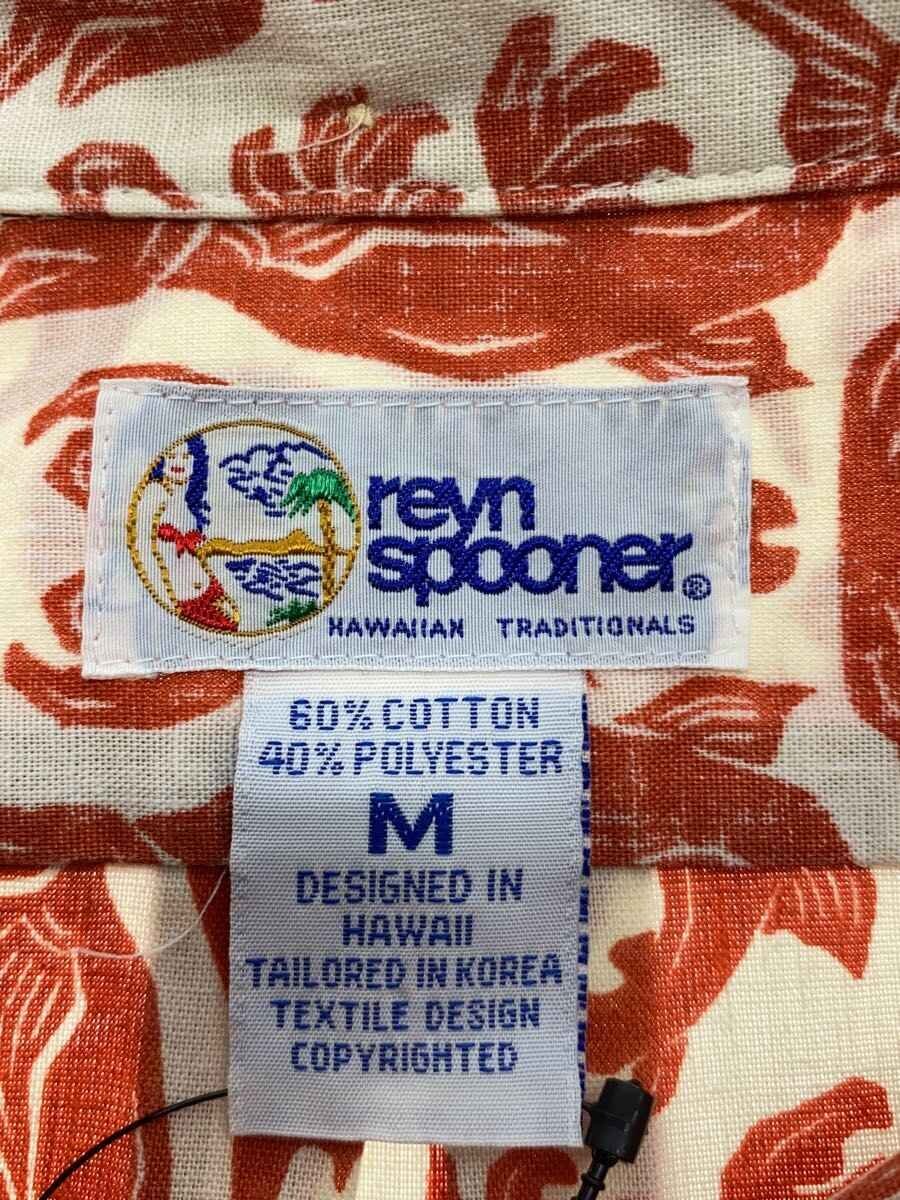 reyn
spooner®
HAWAIIAN TRADITIONALS
60% COTTON
40% POLYESTER
M
DESIGNED IN
HAWAII
TAILORED IN KOREA
TEXTILE DESIGN
COPYRIGHTED